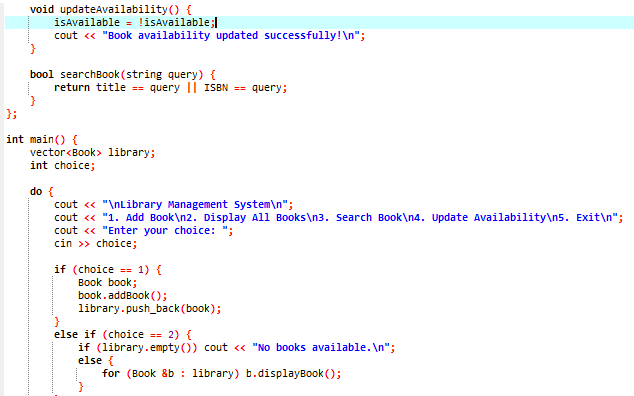 void updateAvailability() {
isAvailable = !isAvailable;
cout << "Book availability updated successfully!\n";
}
bool searchBook(string query) {
return title == query || ISBN == query;
}
};
int main() {
vector<Book> library;
int choice;
do {
cout << "\nLibrary Management System\n";
cout << "1. Add Book\n2. Display All Books\n3. Search Book\n4. Update Availability\n5. Exit\n";
cout << "Enter your choice: ";
cin >> choice;
if (choice == 1) {
Book book;
book.addBook();
library.push_back(book);
}
else if (choice == 2) {
if (library.empty()) cout << "No books available.\n";
else {
for (Book &b : library) b.displayBook();
}